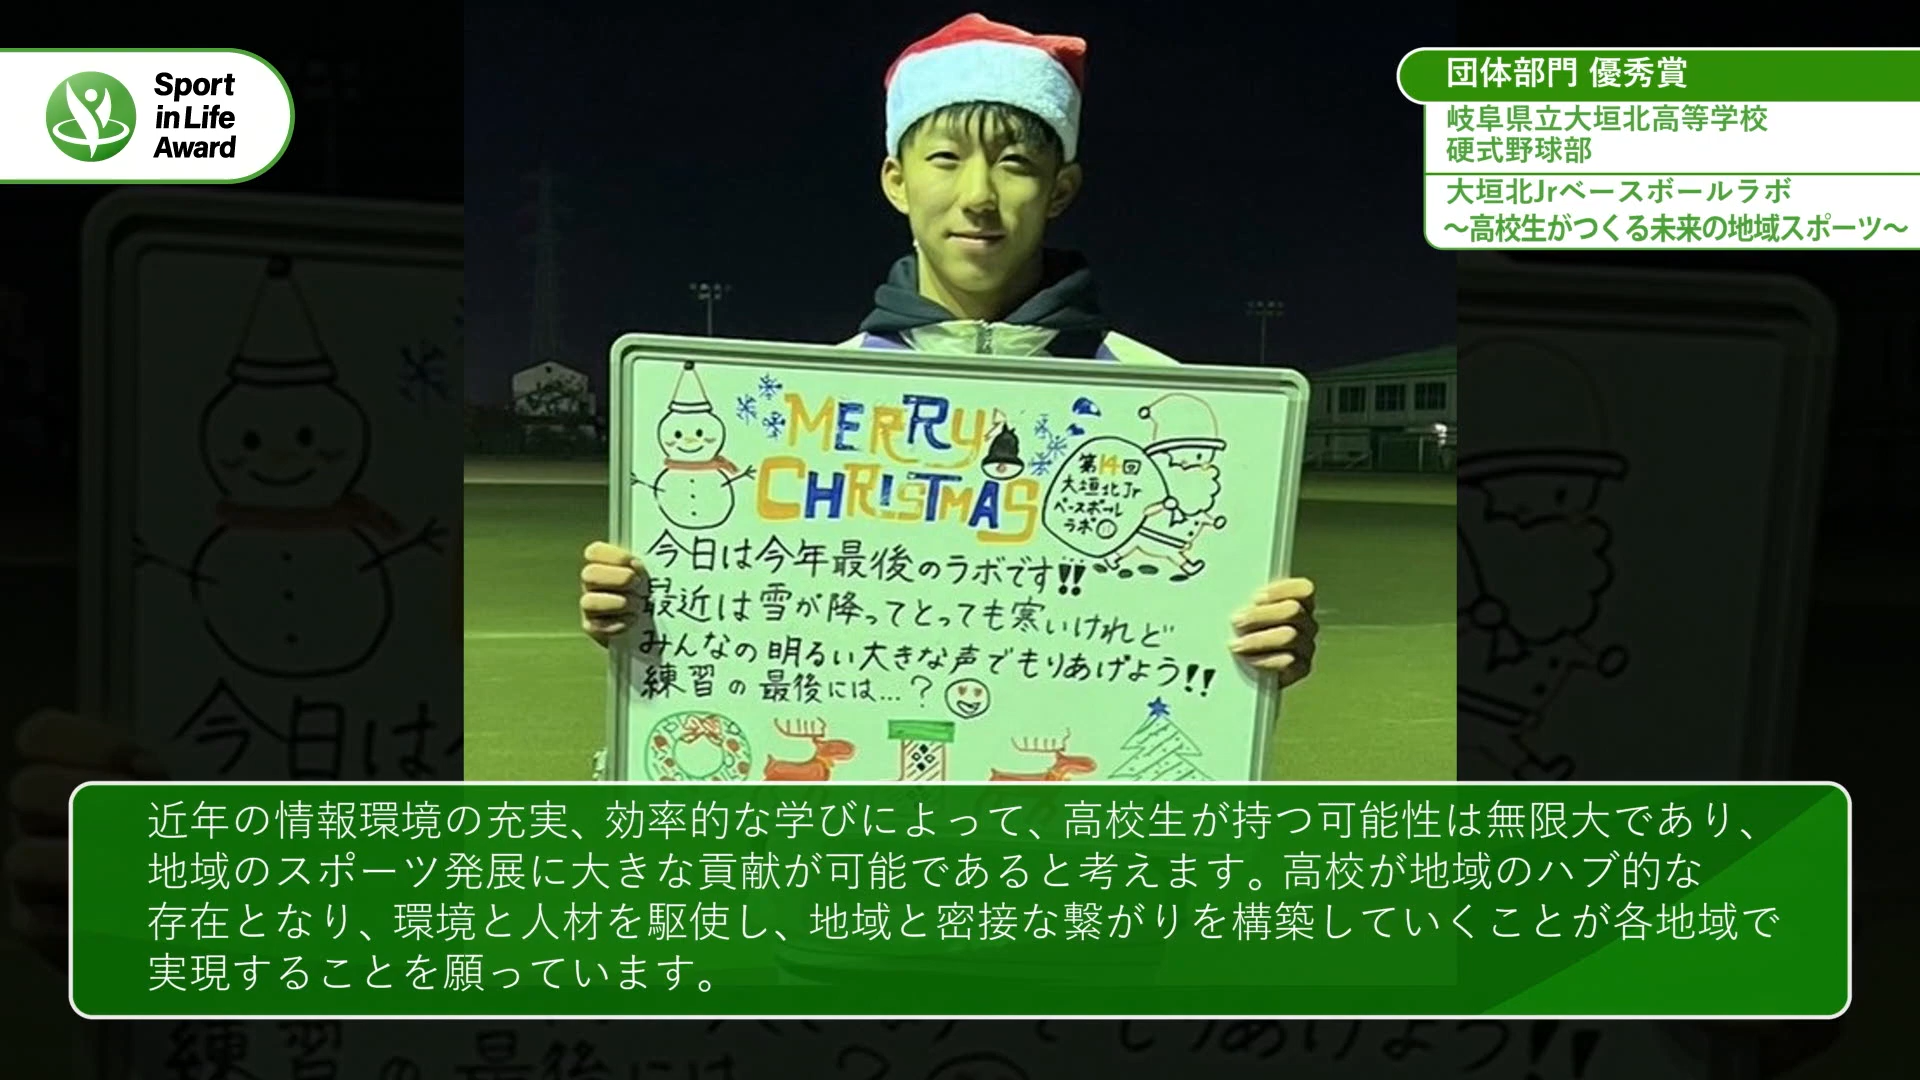 Sport
in Life
Award
団体部門 優秀賞
岐阜県立大垣北高等学校
硬式野球部
大垣北Jrベースボールラボ
～高校生がつくる未来の地域スポーツ～
MERRY
CHRISTMAS
第14回
大垣北Jr
ベースボール
ラボ
今日は今年最後のラボです!!
最近は雪が降ってとっても寒いけれど
みんなの明るい大きな声でもりあげよう!!
練習の最後には…?
近年の情報環境の充実、効率的な学びによって、高校生が持つ可能性は無限大であり、
地域のスポーツ発展に大きな貢献が可能であると考えます。高校が地域のハブ的な
存在となり、環境と人材を駆使し、地域と密接な繋がりを構築していくことが各地域で
実現することを願っています。